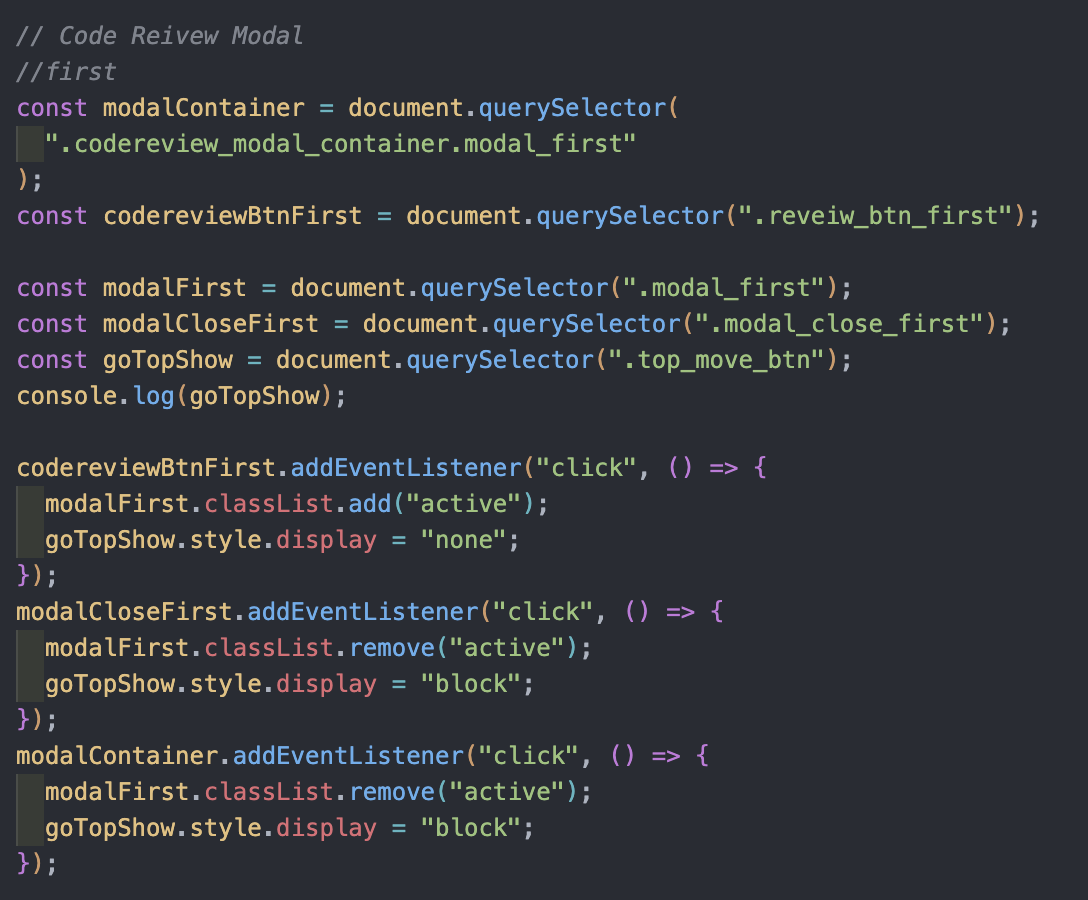 // Code Reivew Modal
//first
const modalContainer = document.querySelector(
".codereview_modal_container.modal_first"
);
const codereviewBtnFirst = document.querySelector(".reveiw_btn_first");
const modalFirst = document.querySelector(".modal_first");
const modalCloseFirst = document.querySelector(".modal_close_first");
const goTopShow = document.querySelector(".top_move_btn");
console.log(goTopShow);
codereviewBtnFirst.addEventListener("click", () => {
modalFirst.classList.add("active");
goTopShow.style.display = "none";
});
modalCloseFirst.addEventListener("click", () => {
modalFirst.classList.remove("active");
goTopShow.style.display = "block";
});
modalContainer.addEventListener("click", () => {
modalFirst.classList.remove("active");
goTopShow.style.display = "block";
});